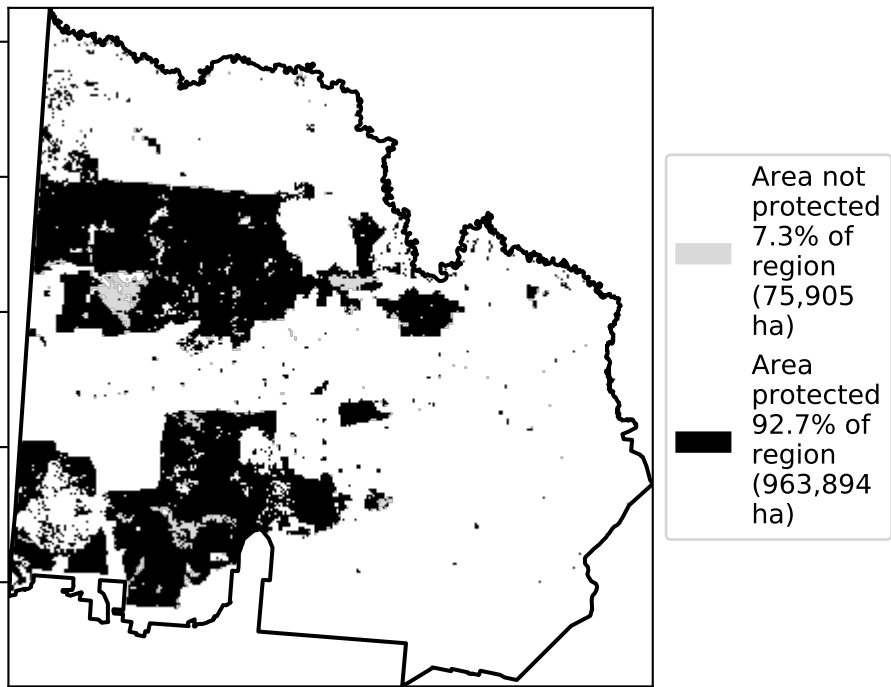 Area not
protected
7.3% of
region
(75,905
ha)
Area
protected
92.7% of
region
(963,894
ha)